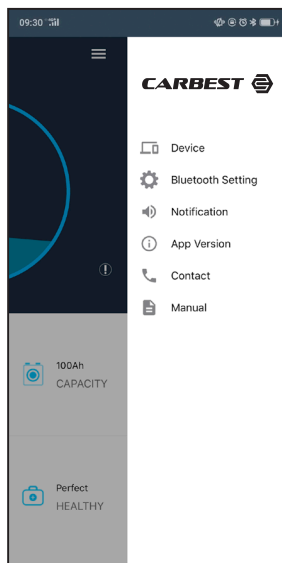 09:30
CARBEST
Device
Bluetooth Setting
Notification
App Version
Contact
Manual
100Ah
CAPACITY
Perfect
HEALTHY